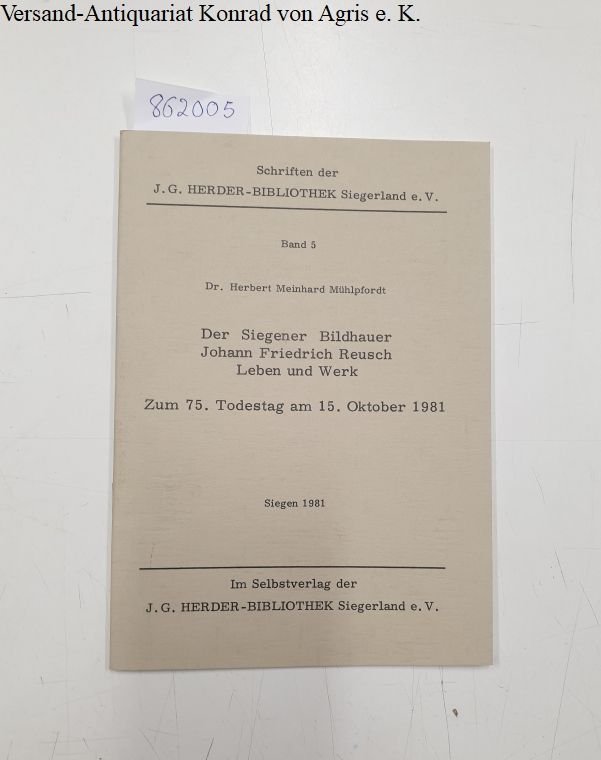 Versand-Antiquariat Konrad von Agris e. K.
862005
Schriften der
J.G. HERDER-BIBLIOTHEK Siegerland e.V.
Band 5
Dr. Herbert Meinhard Mühlpfordt
Der Siegener Bildhauer
Johann Friedrich Reusch
Leben und Werk
Zum 75. Todestag am 15. Oktober 1981
Siegen 1981
Im Selbstverlag der
J.G. HERDER-BIBLIOTHEK Siegerland e.V.